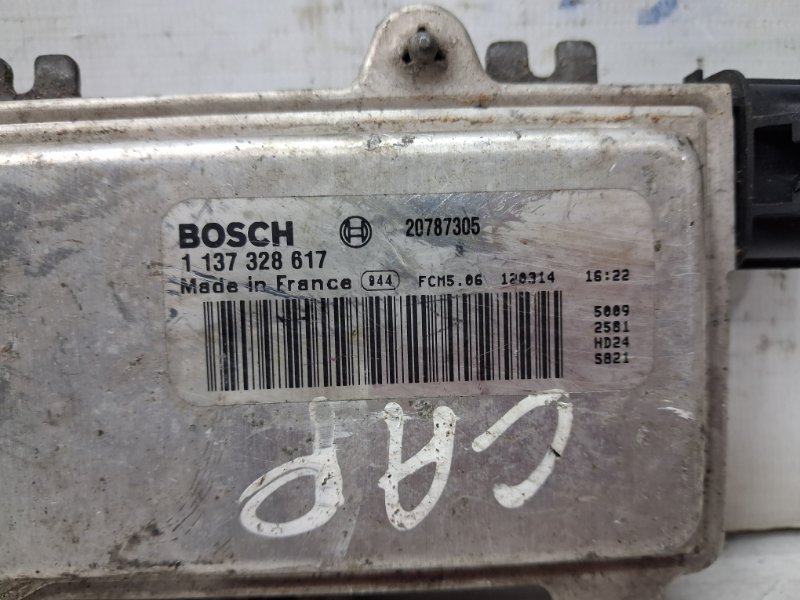 BOSCH 20787305
1 137 328 617
Made in France 944 FCM5.06 120314 16:22
5009
2581
HD24
S821
САР